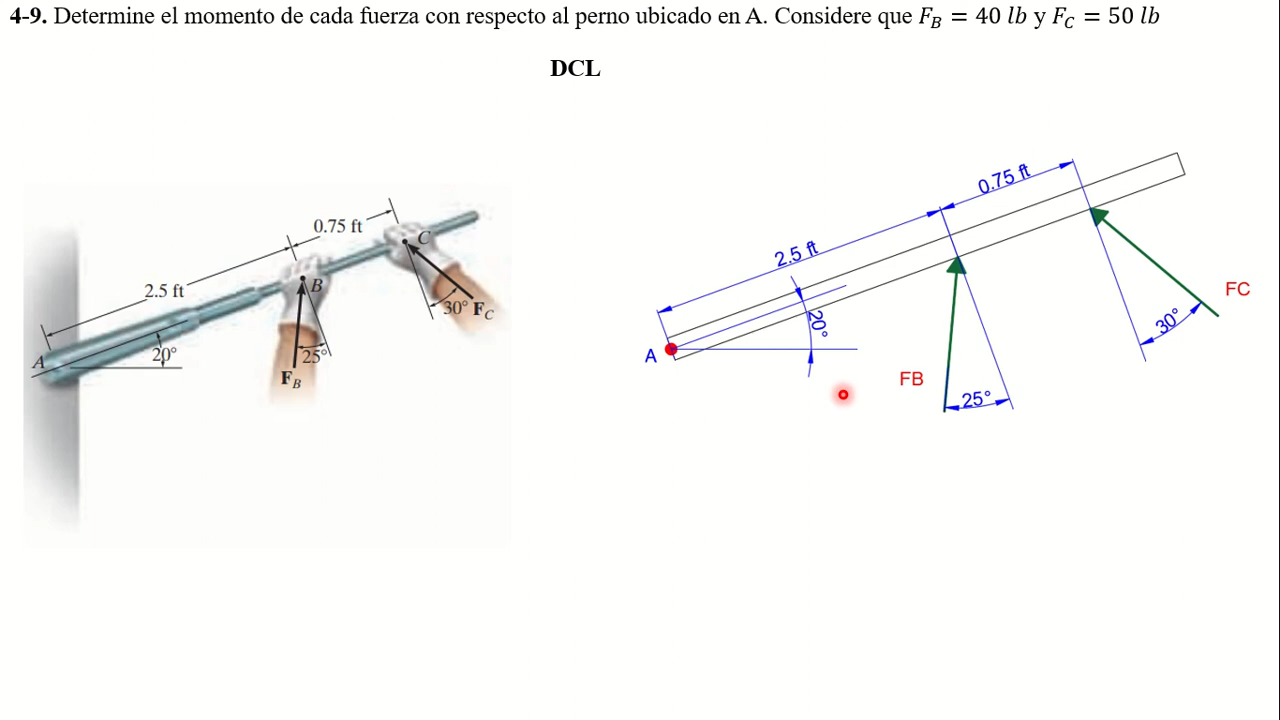 4-9. Determine el momento de cada fuerza con respecto al perno ubicado en A. Considere que F_B = 40 lb y F_C = 50 lb
DCL
0.75 ft
C
2.5 ft
B
30° F_C
A
20°
25°
F_B
0.75 ft
2.5 ft
FC
20°
30°
A
FB
25°